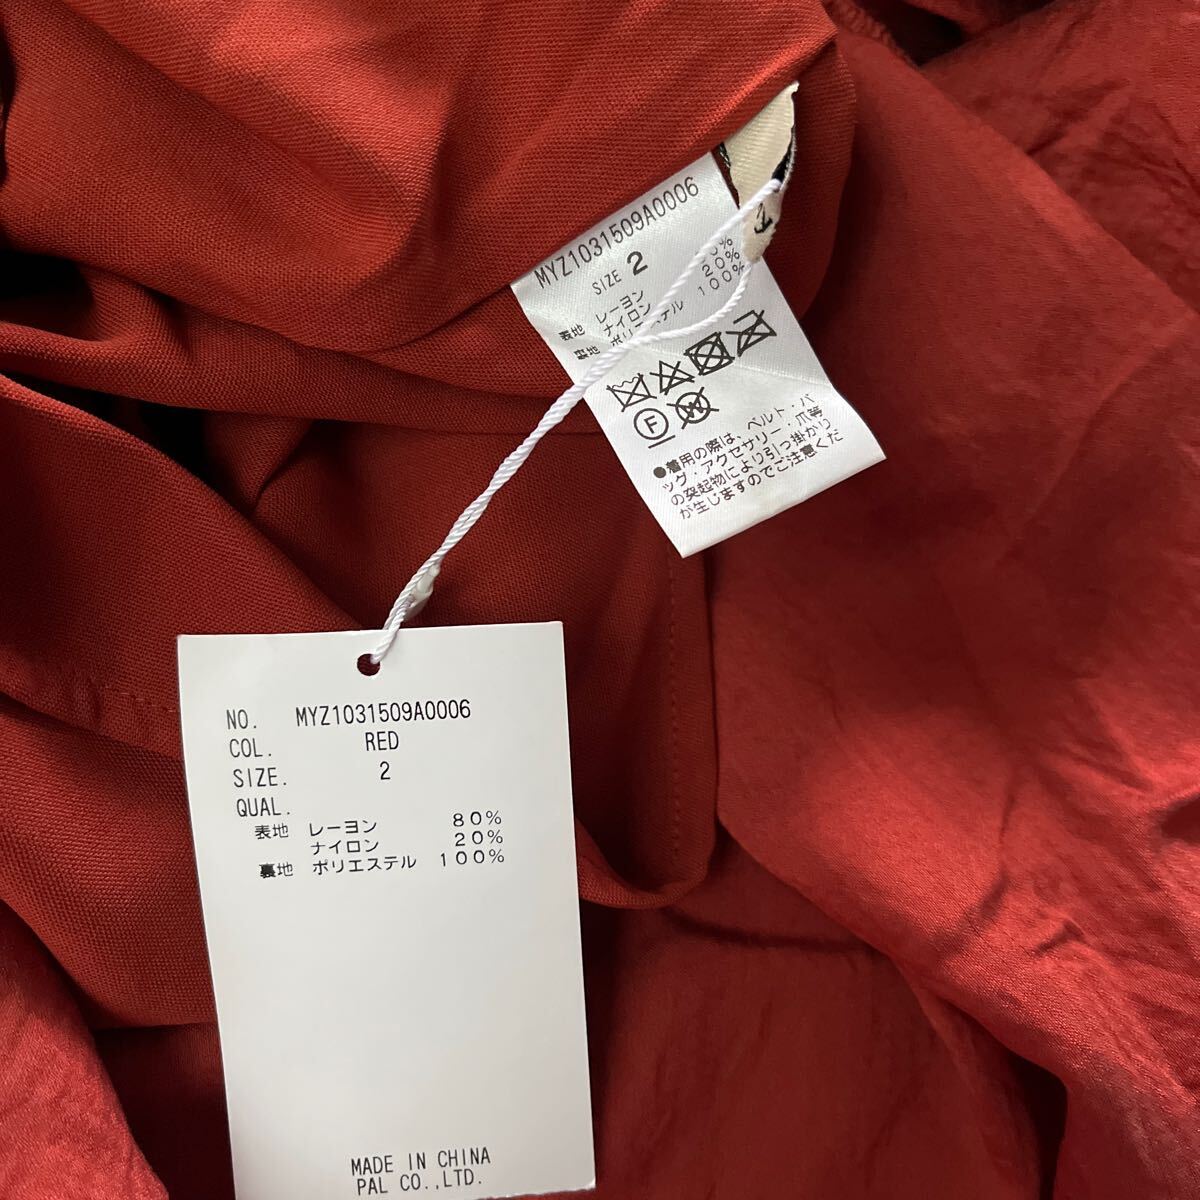 MYZ1031509A0006
SIZE 2
表地 レーヨン
ナイロン 20%
裏地 ポリエステル 100%
F
W
●着用の際は、ベルト・バ
ッグ・アクセサリー・爪等
の突起物により引っ掛かり
が生じますのでご注意くだ
NO. MYZ1031509A0006
COL. RED
SIZE. 2
QUAL.
表地 レーヨン 80%
ナイロン 20%
裏地 ポリエステル 100%
MADE IN CHINA
PAL CO.,LTD.